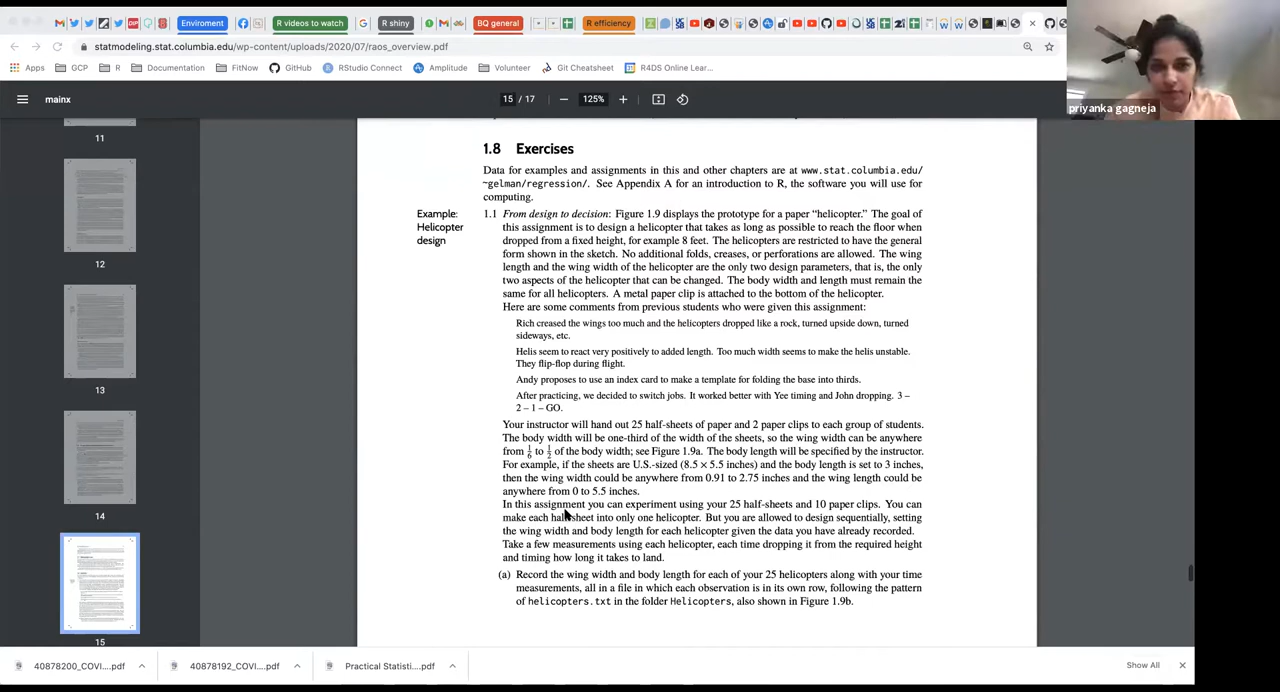 Enviroment
R videos to watch
R shiny
BQ general
R efficiency
statmodeling.stat.columbia.edu/wp-content/uploads/2020/07/raos_overview.pdf
Apps GCP R Documentation FitNow GitHub RStudio Connect Amplitude Volunteer Git Cheatsheet R4DS Online Lear...
priyanka gagneja
mainx
15 / 17
125%
11
12
13
14
15
1.8 Exercises
Data for examples and assignments in this and other chapters are at www.stat.columbia.edu/
~gelman/regression/. See Appendix A for an introduction to R, the software you will use for
computing.
Example:
Helicopter
design
1.1 From design to decision: Figure 1.9 displays the prototype for a paper “helicopter.” The goal of
this assignment is to design a helicopter that takes as long as possible to reach the floor when
dropped from a fixed height, for example 8 feet. The helicopters are restricted to have the general
form shown in the sketch. No additional folds, creases, or perforations are allowed. The wing
length and the wing width of the helicopter are the only two design parameters, that is, the only
two aspects of the helicopter that can be changed. The body width and length must remain the
same for all helicopters. A metal paper clip is attached to the bottom of the helicopter.
Here are some comments from previous students who were given this assignment:
Rich creased the wings too much and the helicopters dropped like a rock, turned upside down, turned
sideways, etc.
Helis seem to react very positively to added length. Too much width seems to make the helis unstable.
They flip-flop during flight.
Andy proposes to use an index card to make a template for folding the base into thirds.
After practicing, we decided to switch jobs. It worked better with Yee timing and John dropping. 3 –
2 – 1 – GO.
Your instructor will hand out 25 half-sheets of paper and 2 paper clips to each group of students.
The body width will be one-third of the width of the sheets, so the wing width can be anywhere
from 1/6 to 1/2 of the body width; see Figure 1.9a. The body length will be specified by the instructor.
For example, if the sheets are U.S.-sized (8.5 × 5.5 inches) and the body length is set to 3 inches,
then the wing width could be anywhere from 0.91 to 2.75 inches and the wing length could be
anywhere from 0 to 5.5 inches.
In this assignment you can experiment using your 25 half-sheets and 10 paper clips. You can
make each half-sheet into only one helicopter. But you are allowed to design sequentially, setting
the wing width and body length for each helicopter given the data you have already recorded.
Take a few measurements using each helicopter, each time dropping it from the required height
and timing how long it takes to land.
(a) Record the wing width and body length for each of your 25 helicopters along with your time
measurements, all in a file in which each observation is in its own row, following the pattern
of helicopters.txt in the folder Helicopters, also shown in Figure 1.9b.
40878200_COVI....pdf
40878192_COVI....pdf
Practical Statisti....pdf
Show All